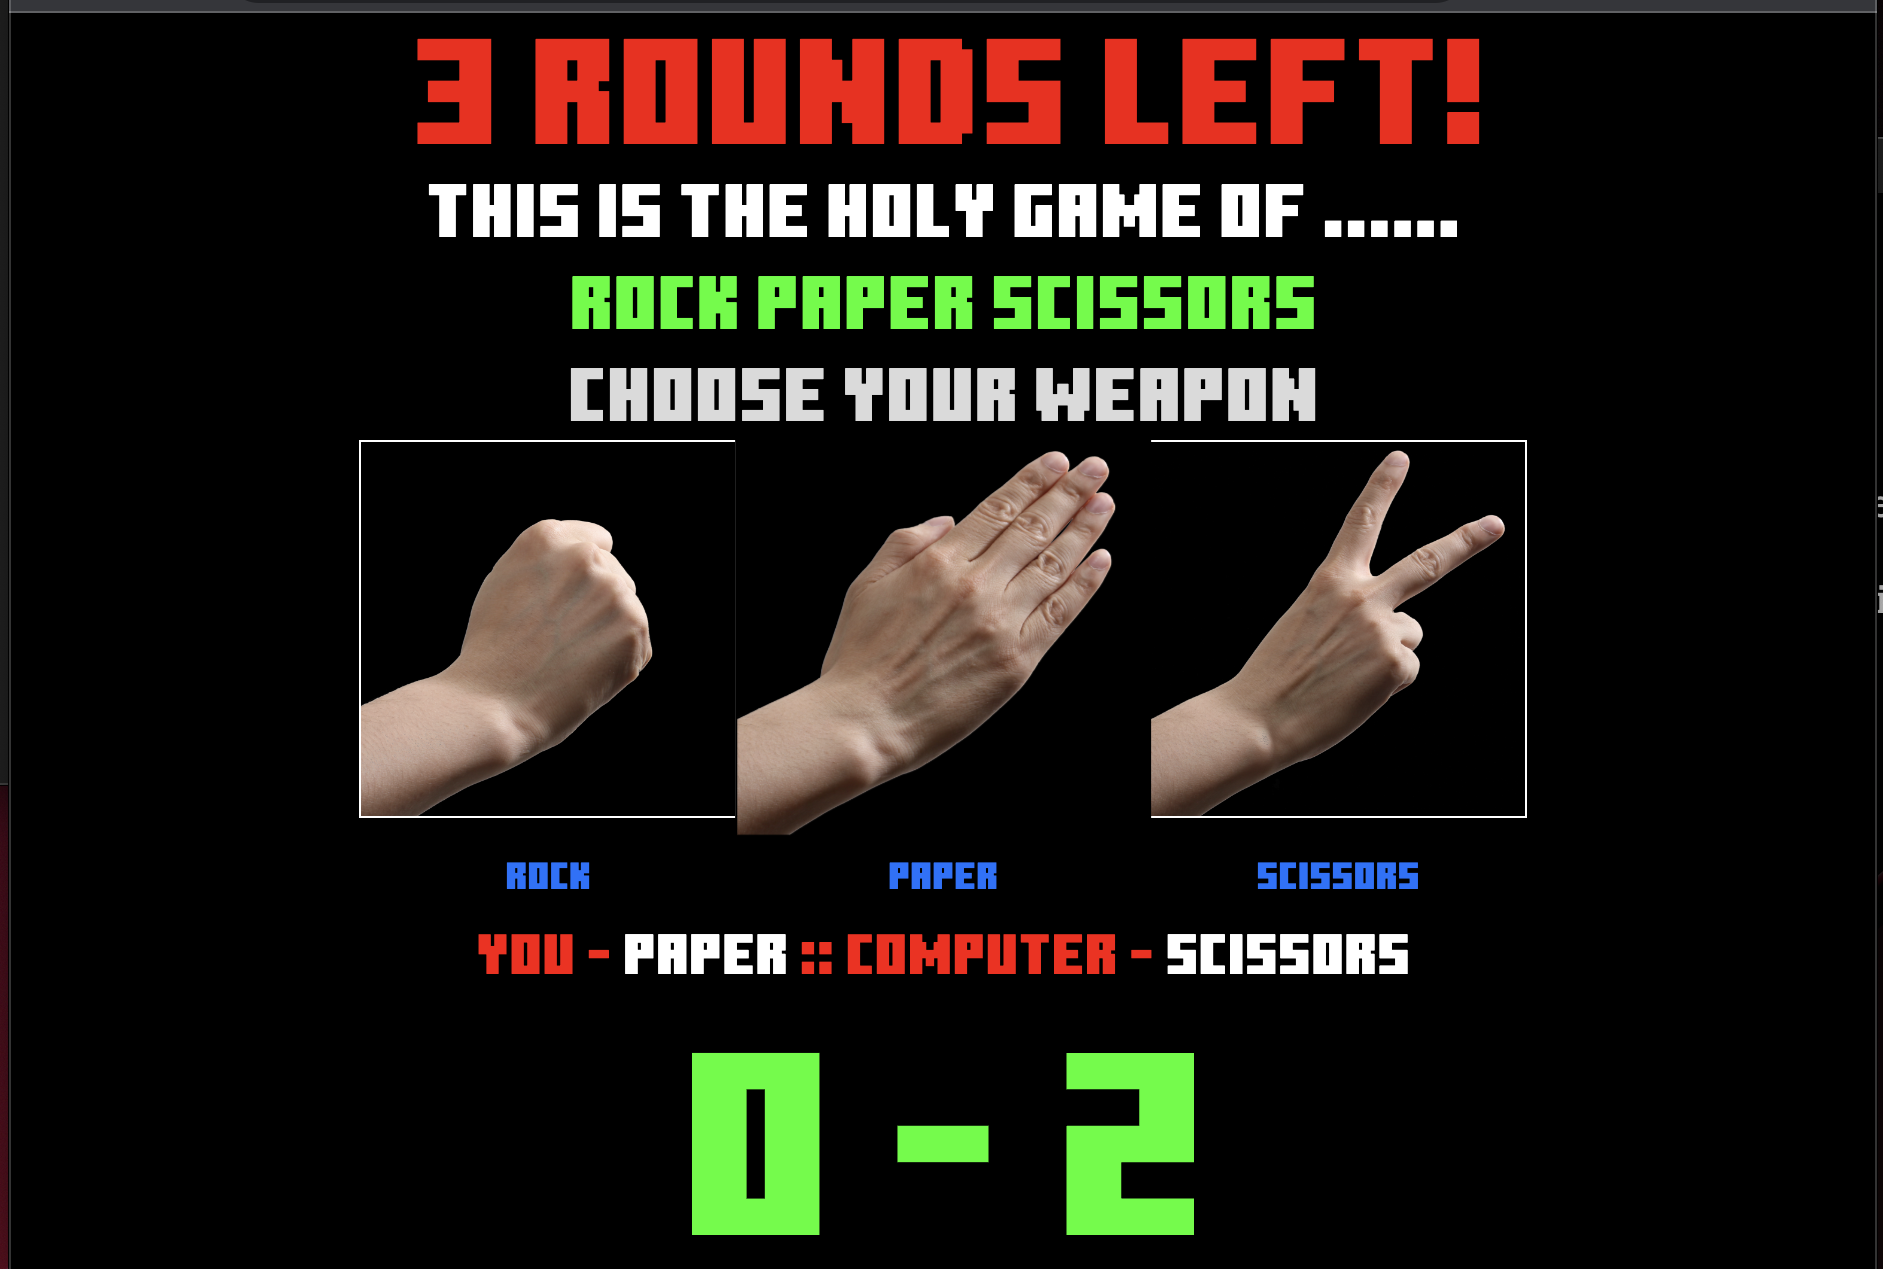 3 ROUNDS LEFT!
THIS IS THE HOLY GAME OF ......
ROCK PAPER SCISSORS
CHOOSE YOUR WEAPON
ROCK PAPER SCISSORS
YOU - PAPER :: COMPUTER - SCISSORS
0 - 2